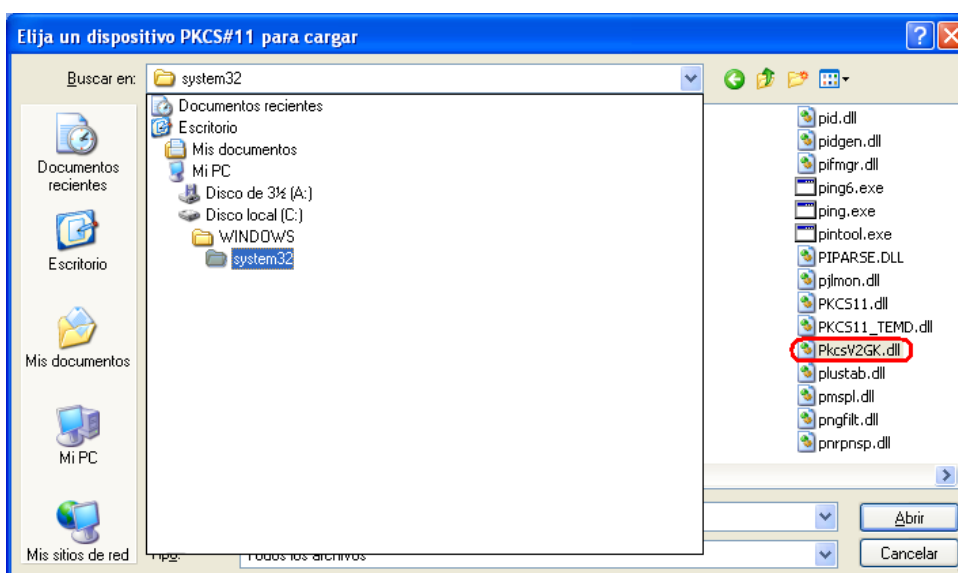 Elija un dispositivo PKCS#11 para cargar
Buscar en:
system32
Documentos recientes
Escritorio
Mis documentos
Mi PC
Disco de 3½ (A:)
Disco local (C:)
WINDOWS
system32
Documentos
recientes
Escritorio
Mis documentos
Mi PC
Mis sitios de red
pid.dll
pidgen.dll
pifmgr.dll
ping6.exe
ping.exe
pintool.exe
PIPARSE.DLL
pjlmon.dll
PKCS11.dll
PKCS11_TEMD.dll
PkcsV2GK.dll
plustab.dll
pmspl.dll
pngfilt.dll
pnrpnsp.dll
Abrir
Tipo:
Todos los archivos
Cancelar